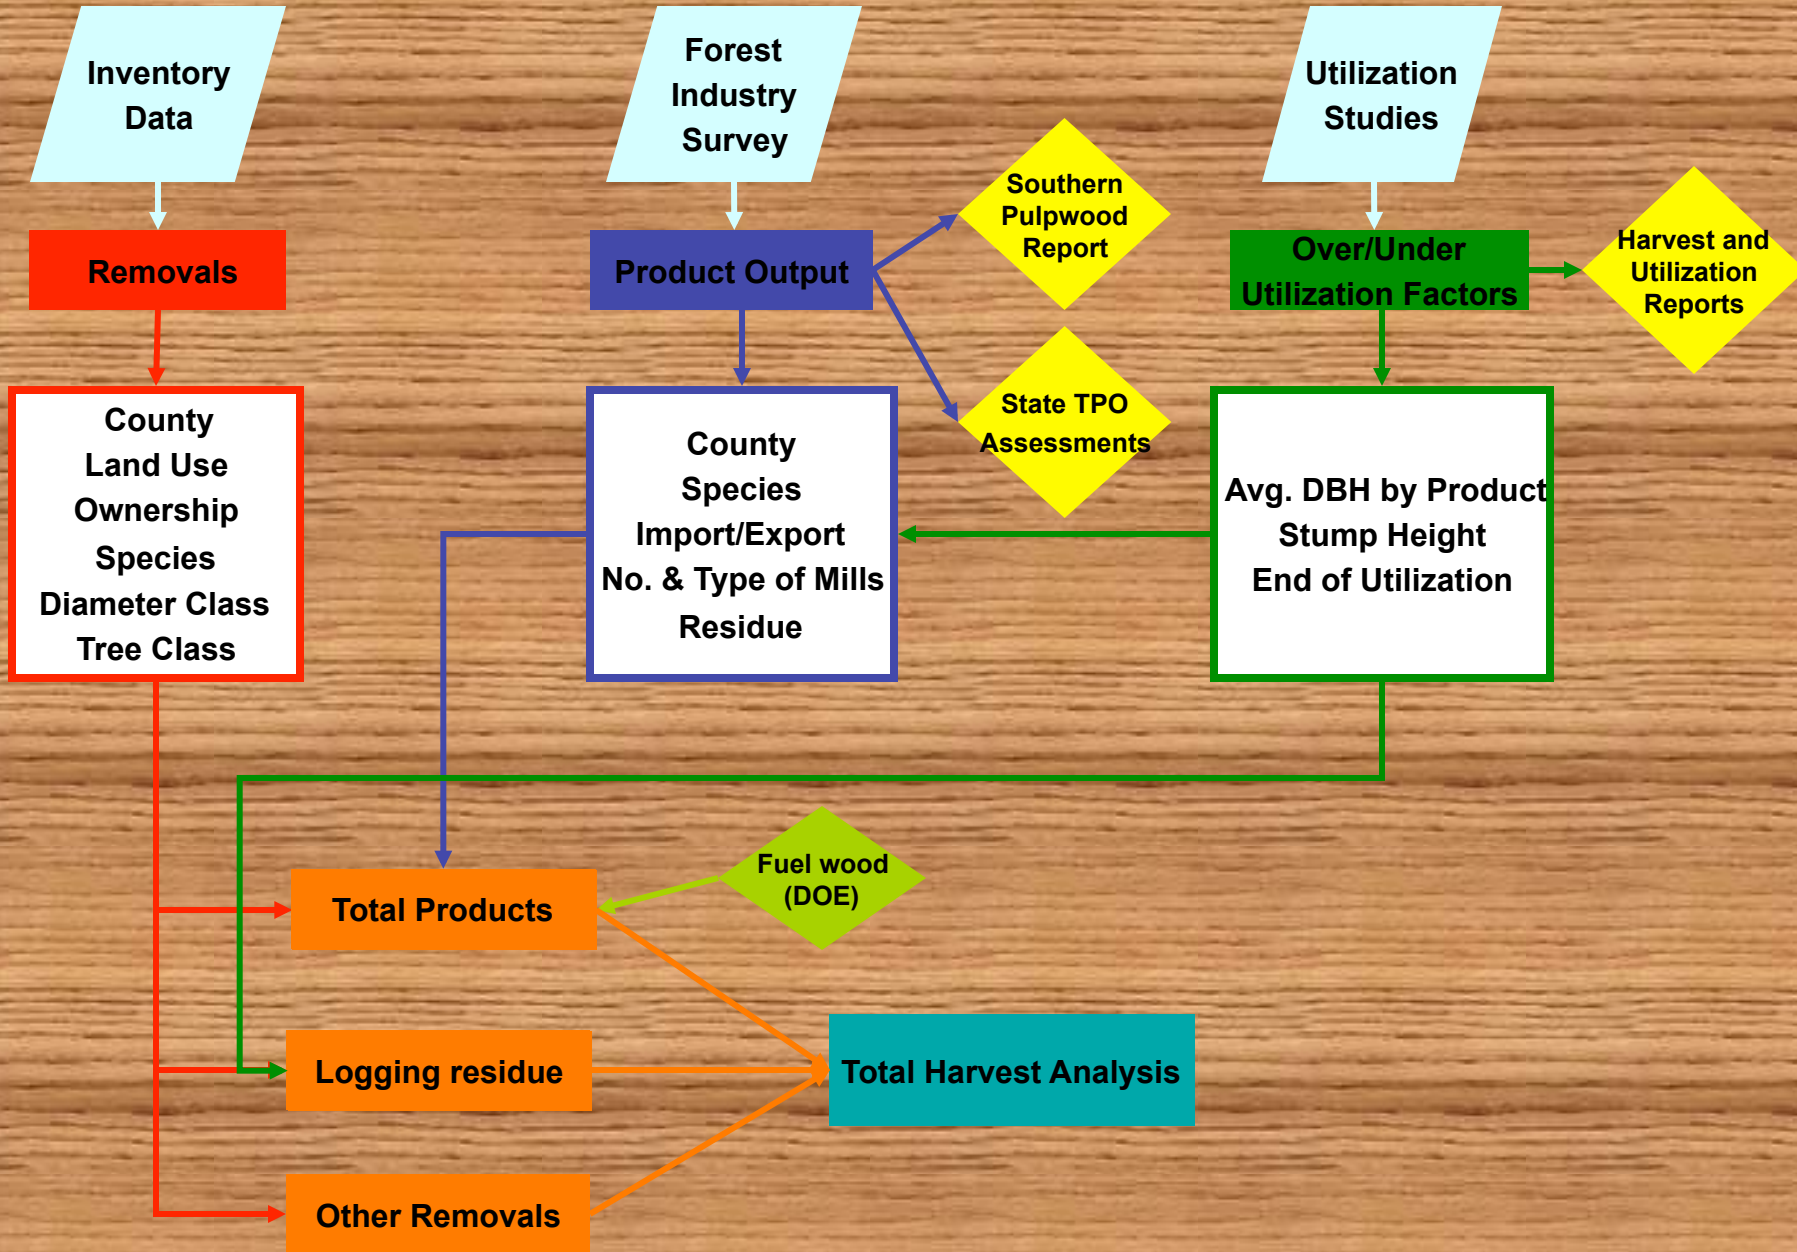 Inventory
Data
Forest
Industry
Survey
Utilization
Studies
Southern
Pulpwood
Report
Removals
Product Output
Over/Under
Utilization Factors
Harvest and
Utilization
Reports
County
Land Use
Ownership
Species
Diameter Class
Tree Class
County
Species
Import/Export
No. & Type of Mills
Residue
State TPO
Assessments
Avg. DBH by Product
Stump Height
End of Utilization
Fuel wood
(DOE)
Total Products
Logging residue
Total Harvest Analysis
Other Removals